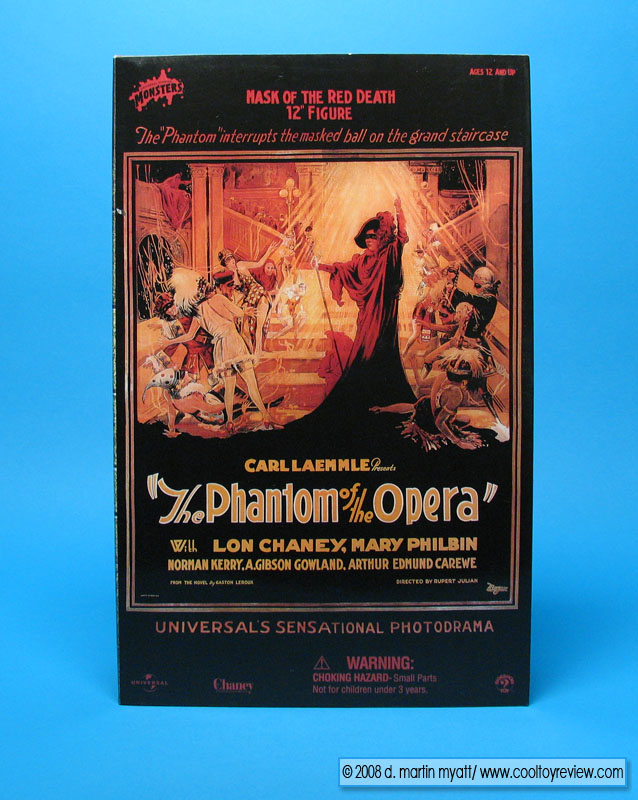 MONSTERS
AGES 12 AND UP
MASK OF THE RED DEATH
12" FIGURE
The "Phantom" interrupts the masked ball on the grand staircase
CARL LAEMMLE Presents
"The Phantom of the Opera"
With LON CHANEY, MARY PHILBIN
NORMAN KERRY, A. GIBSON GOWLAND, ARTHUR EDMUND CAREWE
FROM THE NOVEL By GASTON LEROUX
DIRECTED BY RUPERT JULIAN
UNIVERSAL'S SENSATIONAL PHOTODRAMA
UNIVERSAL
Chaney
WARNING:
CHOKING HAZARD- Small Parts
Not for children under 3 years.
© 2008 d. martin myatt/ www.cooltoyreview.com